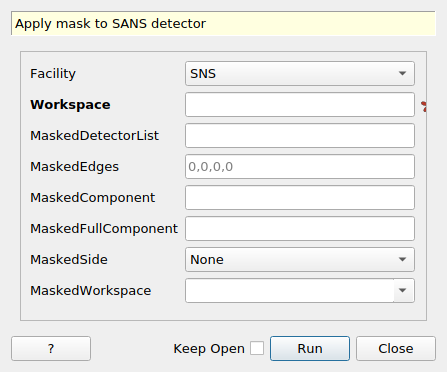 Apply mask to SANS detector
Facility SNS
Workspace
MaskedDetectorList
MaskedEdges 0,0,0,0
MaskedComponent
MaskedFullComponent
MaskedSide None
MaskedWorkspace
? Keep Open Run Close